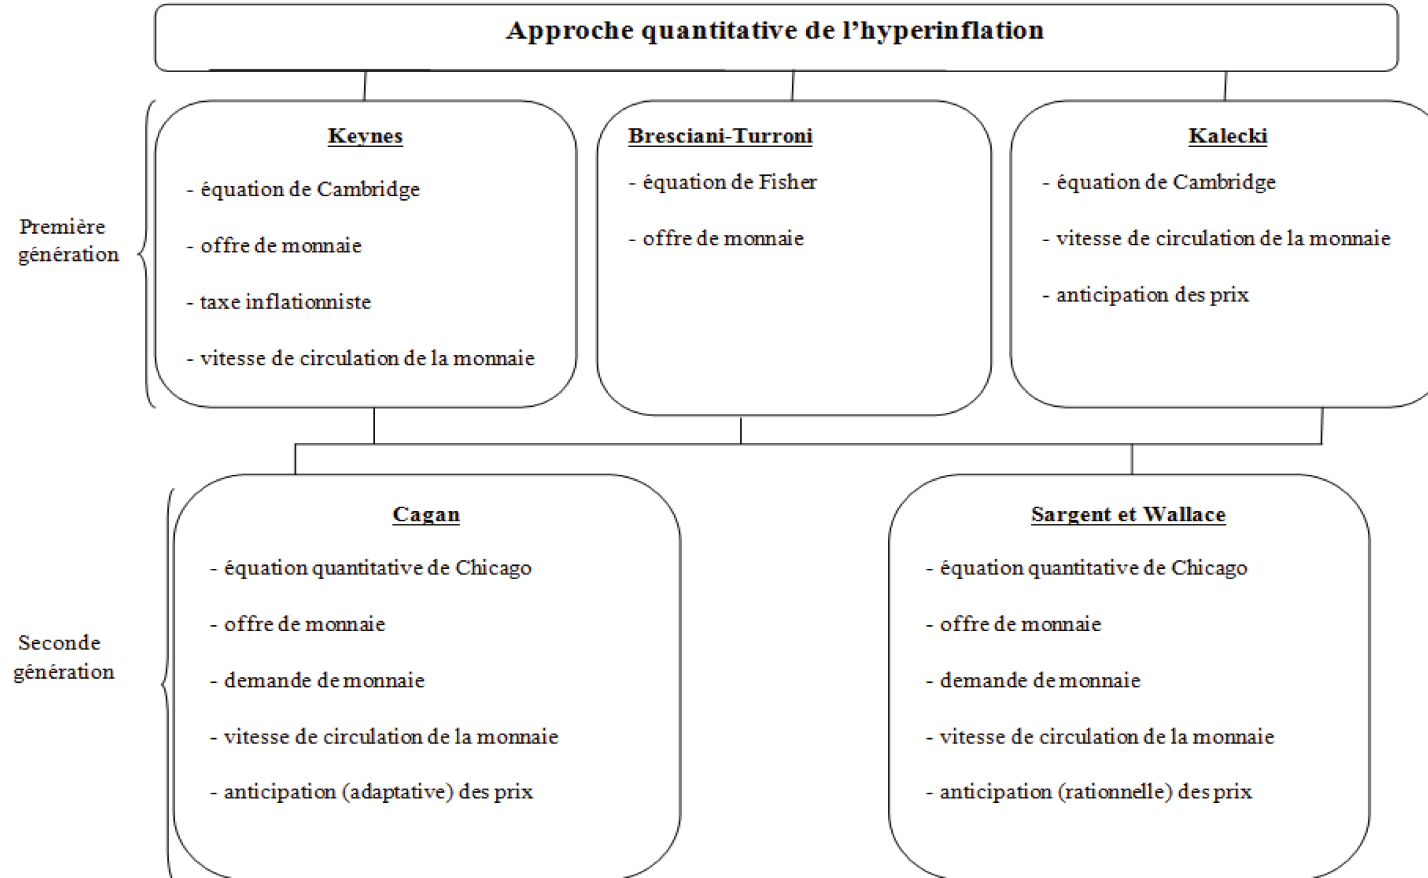 Approche quantitative de l’hyperinflation
Première
génération
Keynes
- équation de Cambridge
- offre de monnaie
- taxe inflationniste
- vitesse de circulation de la monnaie
Bresciani-Turroni
- équation de Fisher
- offre de monnaie
Kalecki
- équation de Cambridge
- vitesse de circulation de la monnaie
- anticipation des prix
Seconde
génération
Cagan
- équation quantitative de Chicago
- offre de monnaie
- demande de monnaie
- vitesse de circulation de la monnaie
- anticipation (adaptative) des prix
Sargent et Wallace
- équation quantitative de Chicago
- offre de monnaie
- demande de monnaie
- vitesse de circulation de la monnaie
- anticipation (rationnelle) des prix